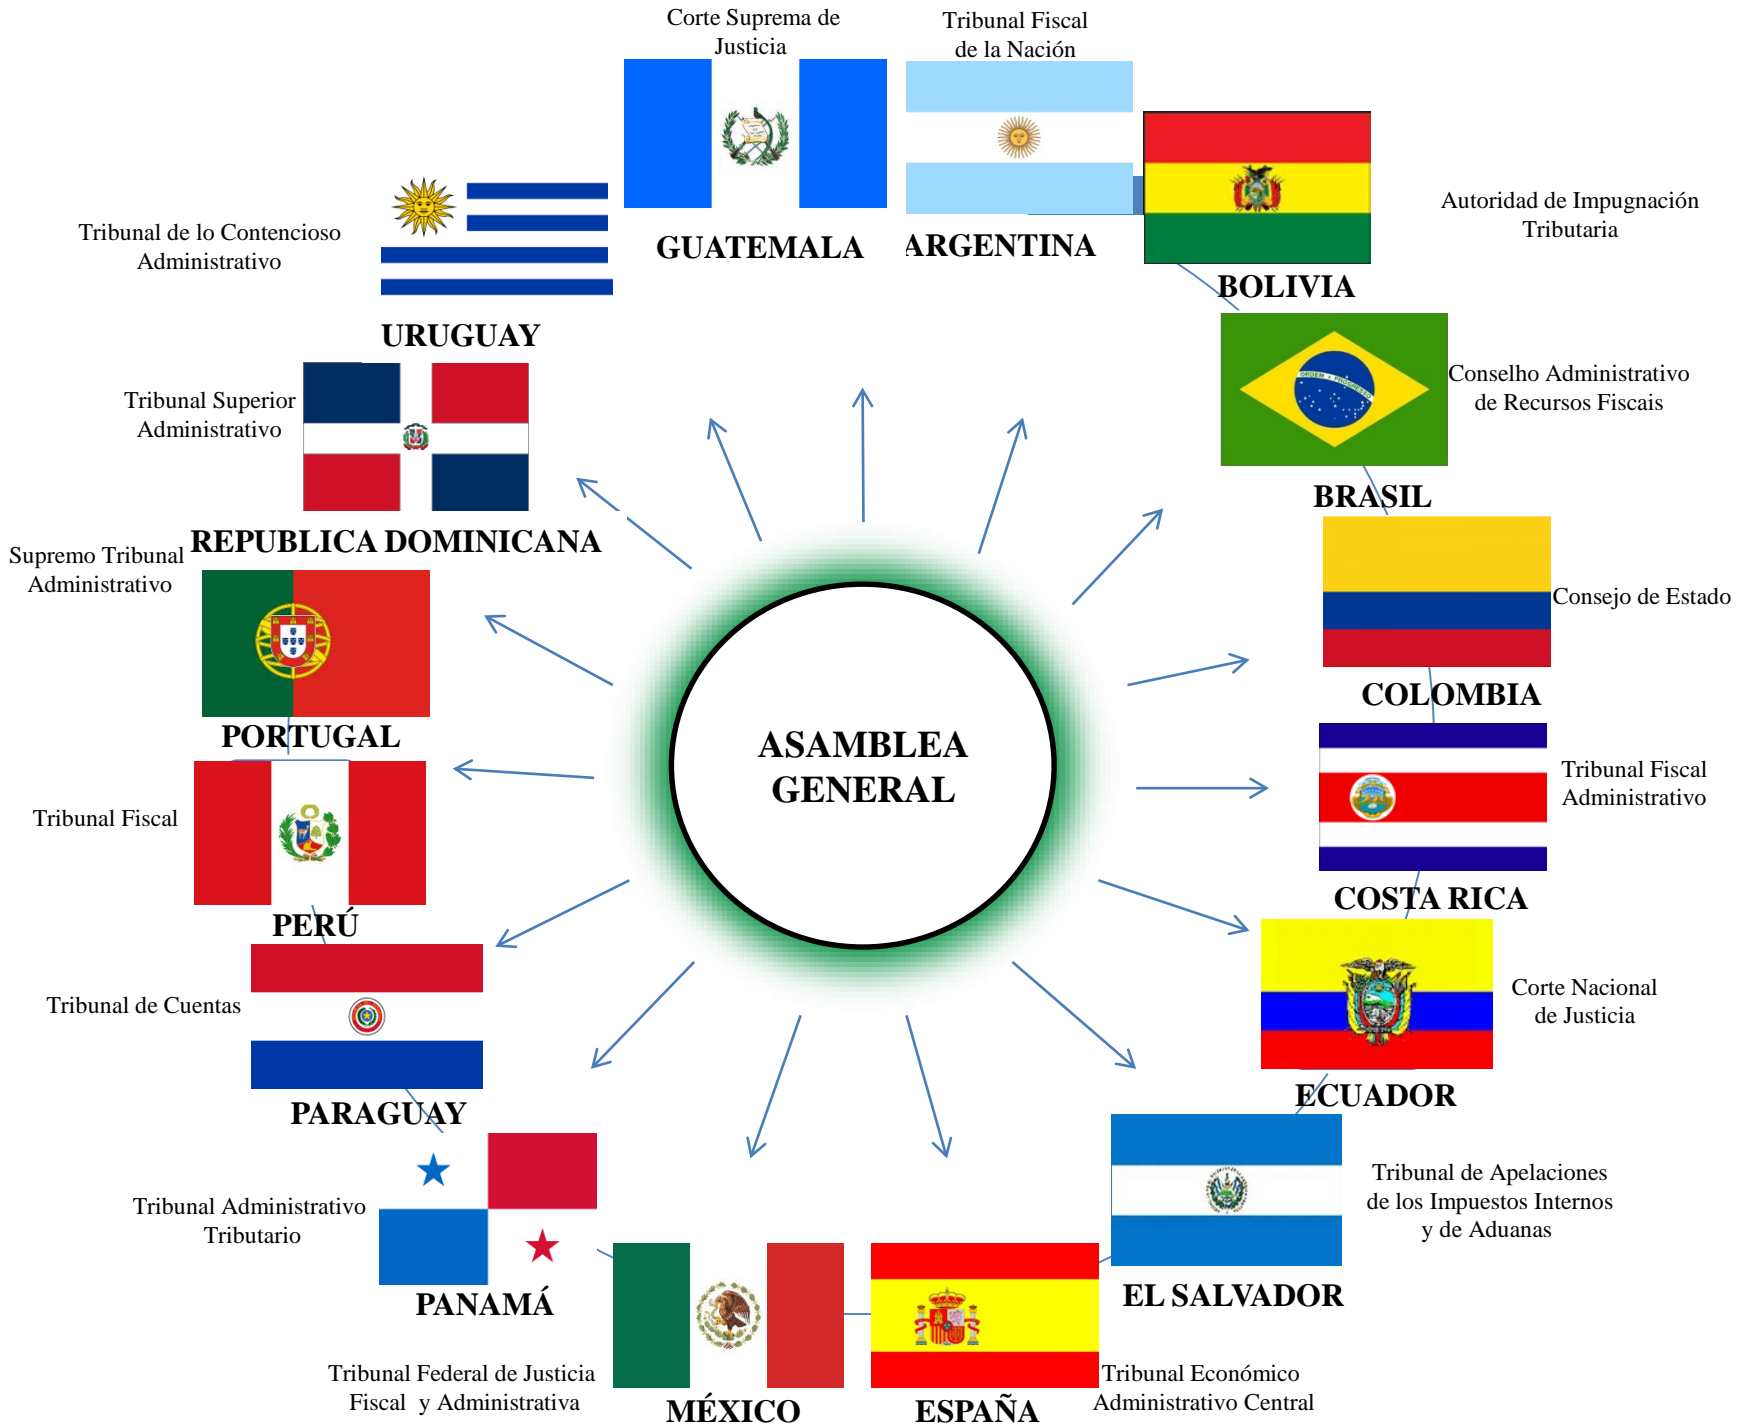 Corte Suprema de
Justicia
GUATEMALA
Tribunal Fiscal
de la Nación
ARGENTINA
Autoridad de Impugnación
Tributaria
BOLIVIA
Conselho Administrativo
de Recursos Fiscais
ORDEM E PROGRESSO
BRASIL
Consejo de Estado
COLOMBIA
Tribunal Fiscal
Administrativo
COSTA RICA
Corte Nacional
de Justicia
ECUADOR
Tribunal de Apelaciones
de los Impuestos Internos
y de Aduanas
EL SALVADOR
Tribunal Económico
Administrativo Central
ESPAÑA
Tribunal Federal de Justicia
Fiscal y Administrativa
MÉXICO
Tribunal Administrativo
Tributario
PANAMÁ
Tribunal de Cuentas
PARAGUAY
Tribunal Fiscal
PERÚ
Supremo Tribunal
Administrativo
PORTUGAL
Tribunal Superior
Administrativo
REPUBLICA DOMINICANA
Tribunal de lo Contencioso
Administrativo
URUGUAY
ASAMBLEA
GENERAL